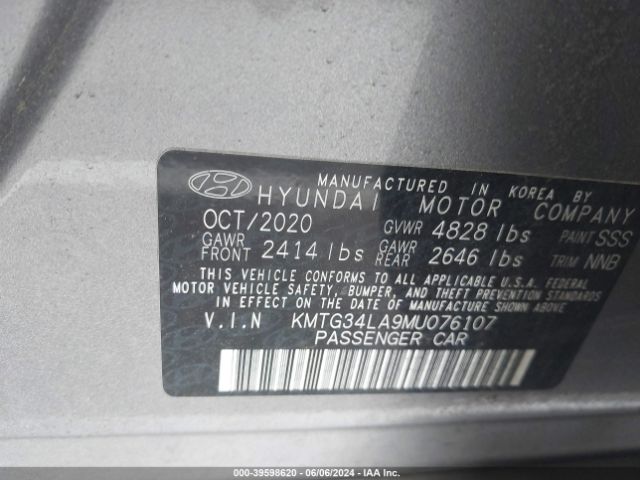 MANUFACTURED IN KOREA BY
HYUNDAI MOTOR COMPANY
OCT/2020 GVWR 4828 lbs PAINT SSS
GAWR FRONT 2414 lbs GAWR REAR 2646 lbs TRIM NNB
THIS VEHICLE CONFORMS TO ALL APPLICABLE U.S.A. FEDERAL
MOTOR VEHICLE SAFETY, BUMPER, AND THEFT PREVENTION STANDARDS
IN EFFECT ON THE DATE OF MANUFACTURE SHOWN ABOVE
V.I.N KMTG34LA9MU076107
PASSENGER CAR
000-39598620 - 06/06/2024 - IAA Inc.